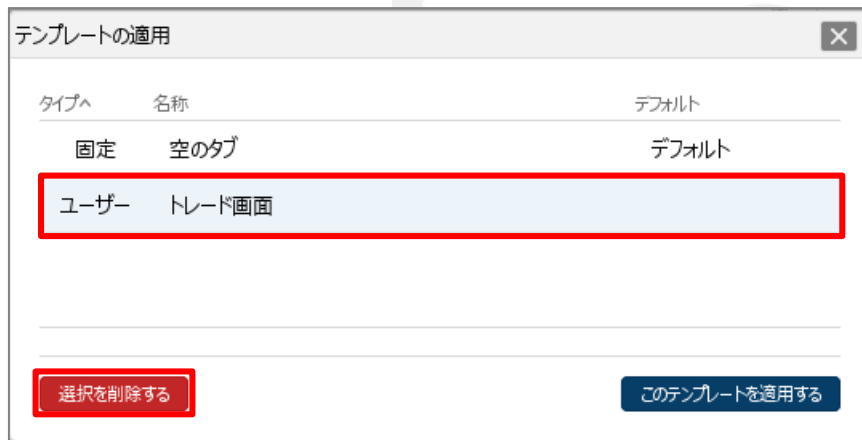 テンプレートの適用
タイプへ 名称 デフォルト
固定 空のタブ デフォルト
ユーザー トレード画面
選択を削除する このテンプレートを適用する